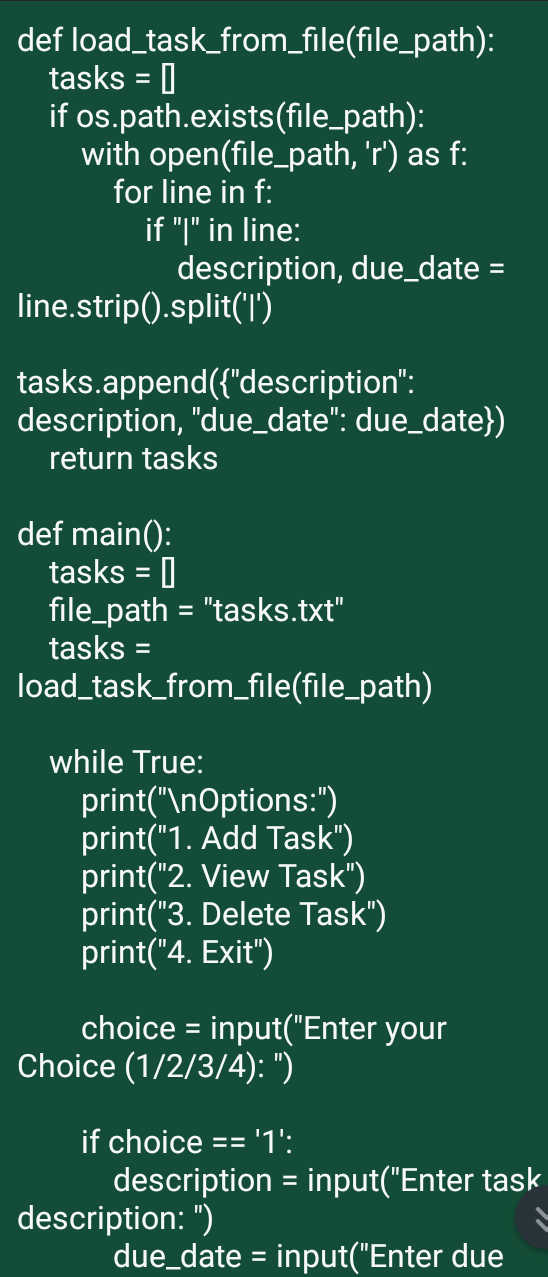 def load_task_from_file(file_path):
    tasks = []
    if os.path.exists(file_path):
        with open(file_path, 'r') as f:
            for line in f:
                if "|" in line:
                    description, due_date =
line.strip().split('|')

tasks.append({"description":
description, "due_date": due_date})
    return tasks

def main():
    tasks = []
    file_path = "tasks.txt"
    tasks =
load_task_from_file(file_path)

    while True:
        print("\nOptions:")
        print("1. Add Task")
        print("2. View Task")
        print("3. Delete Task")
        print("4. Exit")

        choice = input("Enter your
Choice (1/2/3/4): ")

        if choice == '1':
            description = input("Enter task
description: ")
            due_date = input("Enter due